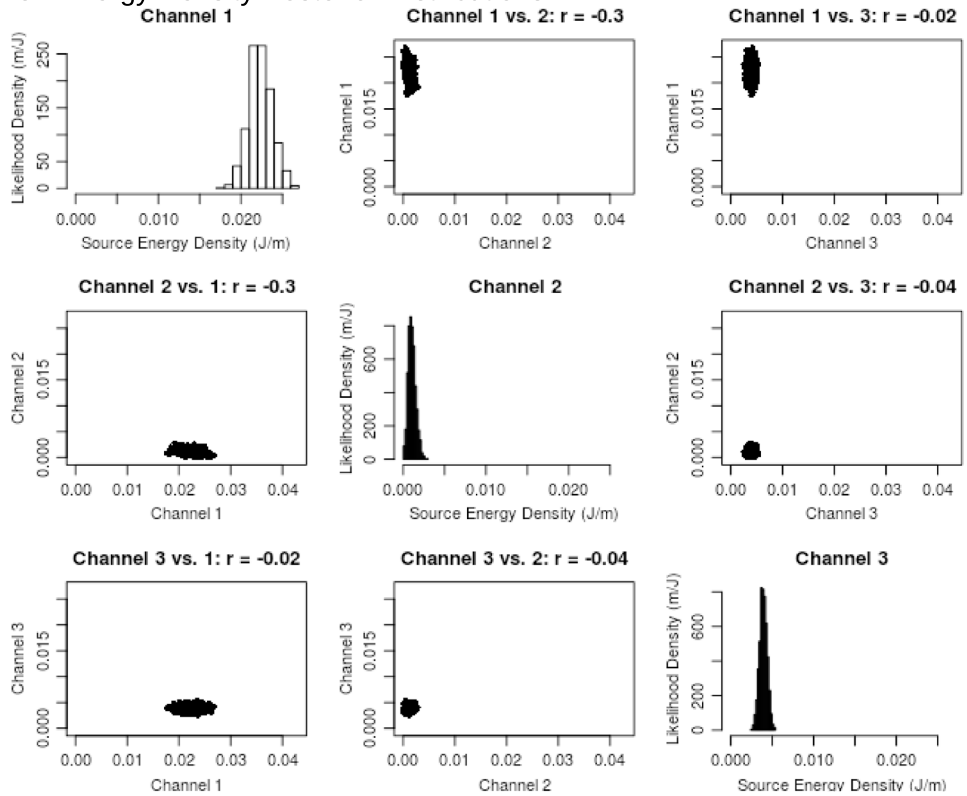 Channel 1
Likelihood Density (m/J)
0 50 150 250
0.000 0.010 0.020
Source Energy Density (J/m)
Channel 1 vs. 2: r = -0.3
Channel 1
0.000 0.015
0.00 0.01 0.02 0.03 0.04
Channel 2
Channel 1 vs. 3: r = -0.02
Channel 1
0.000 0.015
0.00 0.01 0.02 0.03 0.04
Channel 3
Channel 2 vs. 1: r = -0.3
Channel 2
0.000 0.015
0.00 0.01 0.02 0.03 0.04
Channel 1
Channel 2
Likelihood Density (m/J)
0 200 600
0.000 0.010 0.020
Source Energy Density (J/m)
Channel 2 vs. 3: r = -0.04
Channel 2
0.000 0.015
0.00 0.01 0.02 0.03 0.04
Channel 3
Channel 3 vs. 1: r = -0.02
Channel 3
0.000 0.015
0.00 0.01 0.02 0.03 0.04
Channel 1
Channel 3 vs. 2: r = -0.04
Channel 3
0.000 0.015
0.00 0.01 0.02 0.03 0.04
Channel 2
Channel 3
Likelihood Density (m/J)
0 200 600
0.000 0.010 0.020
Source Energy Density (J/m)